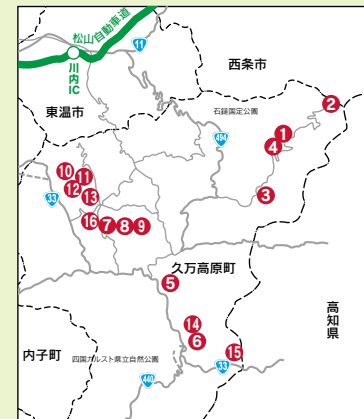 松山自動車道
11
川内IC
西条市
東温市
石鎚国定公園
494
2
1
4
3
10
11
12
13
33
16
7
8
9
久万高原町
5
高知県
14
6
15
33
内子町
四国カルスト県立自然公園
440